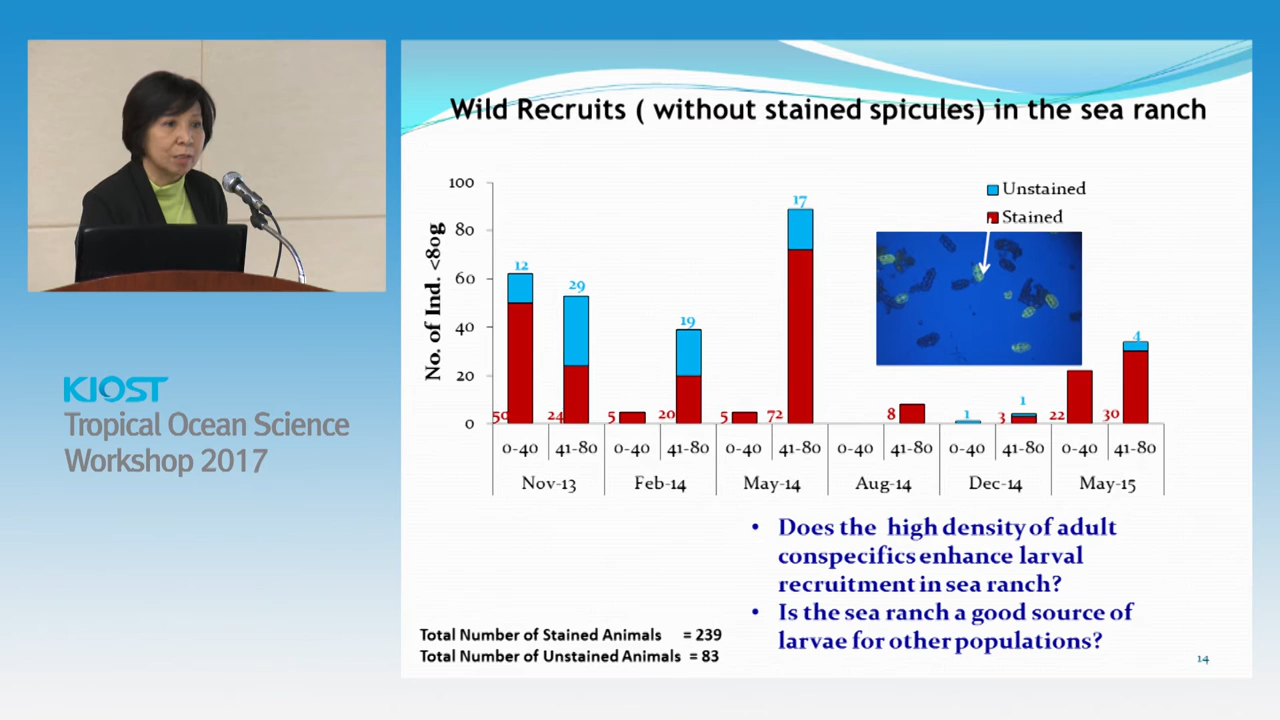 Wild Recruits ( without stained spicules) in the sea ranch
No. of Ind. <80g
100
80
60
40
20
0
Unstained
Stained
12
29
19
17
1
1
4
50
24
5
20
5
72
8
3
22
30
0-40 41-80 0-40 41-80 0-40 41-80 0-40 41-80 0-40 41-80 0-40 41-80
Nov-13 Feb-14 May-14 Aug-14 Dec-14 May-15
• Does the high density of adult
conspecifics enhance larval
recruitment in sea ranch?
• Is the sea ranch a good source of
larvae for other populations?
Total Number of Stained Animals = 239
Total Number of Unstained Animals = 83
14
KIOST
Tropical Ocean Science
Workshop 2017